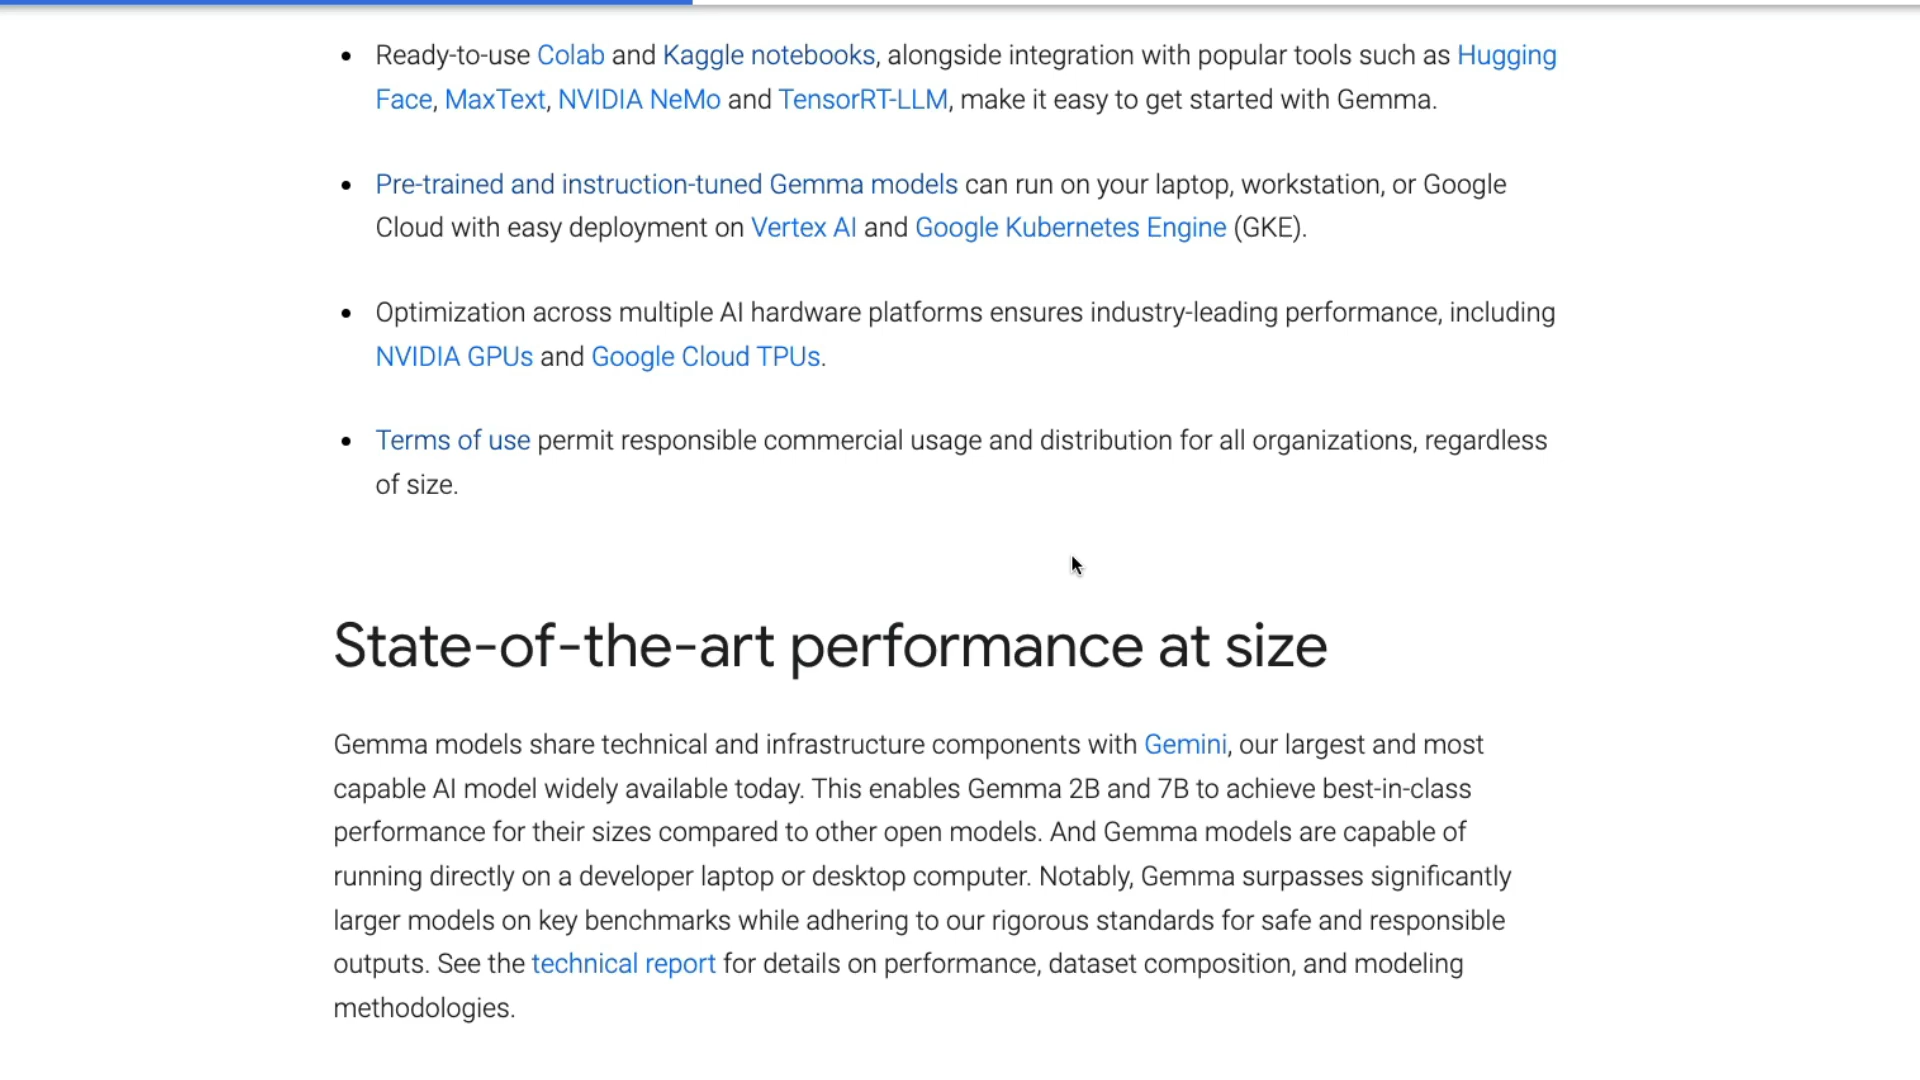 Ready-to-use Colab and Kaggle notebooks, alongside integration with popular tools such as Hugging
Face, MaxText, NVIDIA NeMo and TensorRT-LLM, make it easy to get started with Gemma.
Pre-trained and instruction-tuned Gemma models can run on your laptop, workstation, or Google
Cloud with easy deployment on Vertex AI and Google Kubernetes Engine (GKE).
Optimization across multiple AI hardware platforms ensures industry-leading performance, including
NVIDIA GPUs and Google Cloud TPUs.
Terms of use permit responsible commercial usage and distribution for all organizations, regardless
of size.
State-of-the-art performance at size
Gemma models share technical and infrastructure components with Gemini, our largest and most
capable AI model widely available today. This enables Gemma 2B and 7B to achieve best-in-class
performance for their sizes compared to other open models. And Gemma models are capable of
running directly on a developer laptop or desktop computer. Notably, Gemma surpasses significantly
larger models on key benchmarks while adhering to our rigorous standards for safe and responsible
outputs. See the technical report for details on performance, dataset composition, and modeling
methodologies.